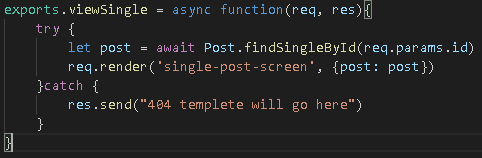 exports.viewSingle = async function(req, res){
try {
let post = await Post.findSingleById(req.params.id)
req.render('single-post-screen', {post: post})
}catch {
res.send("404 templete will go here")
}
}